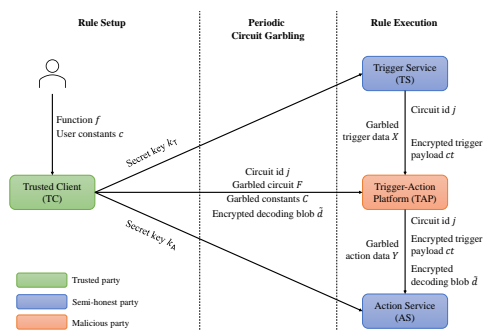 Rule Setup
Periodic
Circuit Garbling
Rule Execution
Function f
User constants c
Trusted Client
(TC)
Secret key k_T
Circuit id j
Garbled circuit F
Garbled constants C
Encrypted decoding blob d̃
Secret key k_A
Trigger Service
(TS)
Garbled
trigger data X
Circuit id j
Encrypted trigger
payload ct
Trigger-Action
Platform (TAP)
Garbled
action data Y
Circuit id j
Encrypted trigger
payload ct
Encrypted
decoding blob d̃
Action Service
(AS)
Trusted party
Semi-honest party
Malicious party